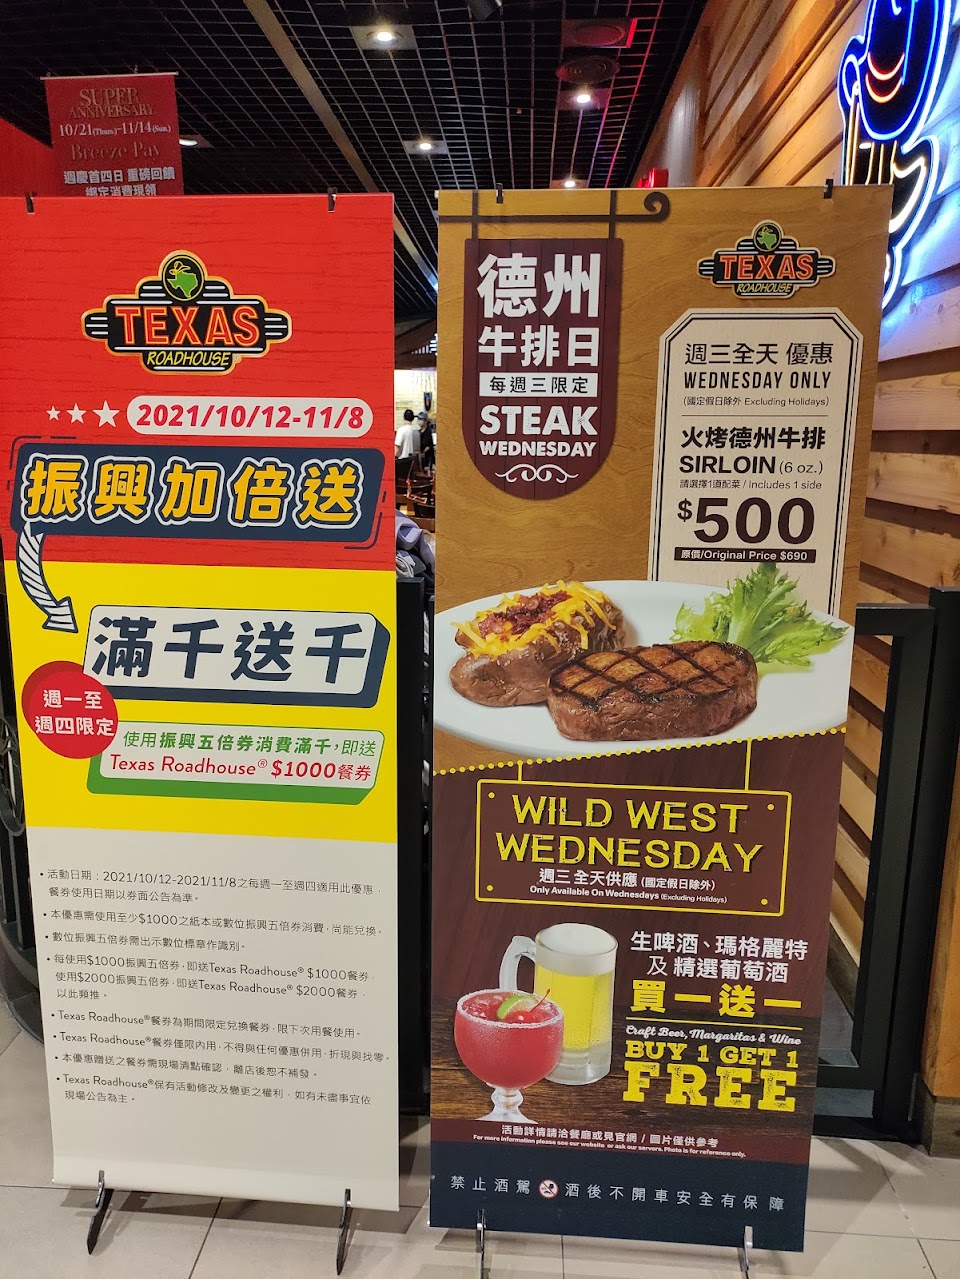 SUPER
ANNIVERSARY
10/21(Thurs.)-11/14(Sun.)
Breeze Pay
週慶首四日 重磅回饋
綁定消費現領
TEXAS
ROADHOUSE
2021/10/12-11/8
振興加倍送
滿千送千
週一至
週四限定
使用振興五倍券消費滿千,即送
Texas Roadhouse® $1000餐券
• 活動日期:2021/10/12-2021/11/8之每週一至週四適用此優惠,
餐券使用日期以券面公告為準。
• 本優惠需使用至少$1000之紙本或數位振興五倍券消費,尚能兌換。
• 數位振興五倍券需出示數位標章作識別。
• 每使用$1000振興五倍券,即送Texas Roadhouse® $1000餐券,
使用$2000振興五倍券,即送Texas Roadhouse® $2000餐券,
以此類推。
• Texas Roadhouse®餐券為期間限定兌換餐券,限下次用餐使用。
• Texas Roadhouse®餐券僅限內用,不得與任何優惠併用,折現與找零。
• 本優惠贈送之餐券需現場清點確認,離店後恕不補發。
• Texas Roadhouse®保有活動修改及變更之權利,如有未盡事宜依
現場公告為主。
德州
牛排日
每週三限定
STEAK
WEDNESDAY
TEXAS
ROADHOUSE
週三全天 優惠
WEDNESDAY ONLY
(國定假日除外 Excluding Holidays)
火烤德州牛排
SIRLOIN (6 oz.)
請選擇1道配菜 / Includes 1 side
$500
原價/Original Price $690
WILD WEST
WEDNESDAY
週三 全天供應 (國定假日除外)
Only Available On Wednesdays (Excluding Holidays)
生啤酒、瑪格麗特
及 精選葡萄酒
買一送一
Craft Beer, Margaritas & Wine
BUY 1 GET 1
FREE
活動詳情請洽餐廳或見官網 / 圖片僅供參考
For more information please see our website or ask our servers. Photo is for reference only.
禁止酒駕 酒後不開車安全有保障